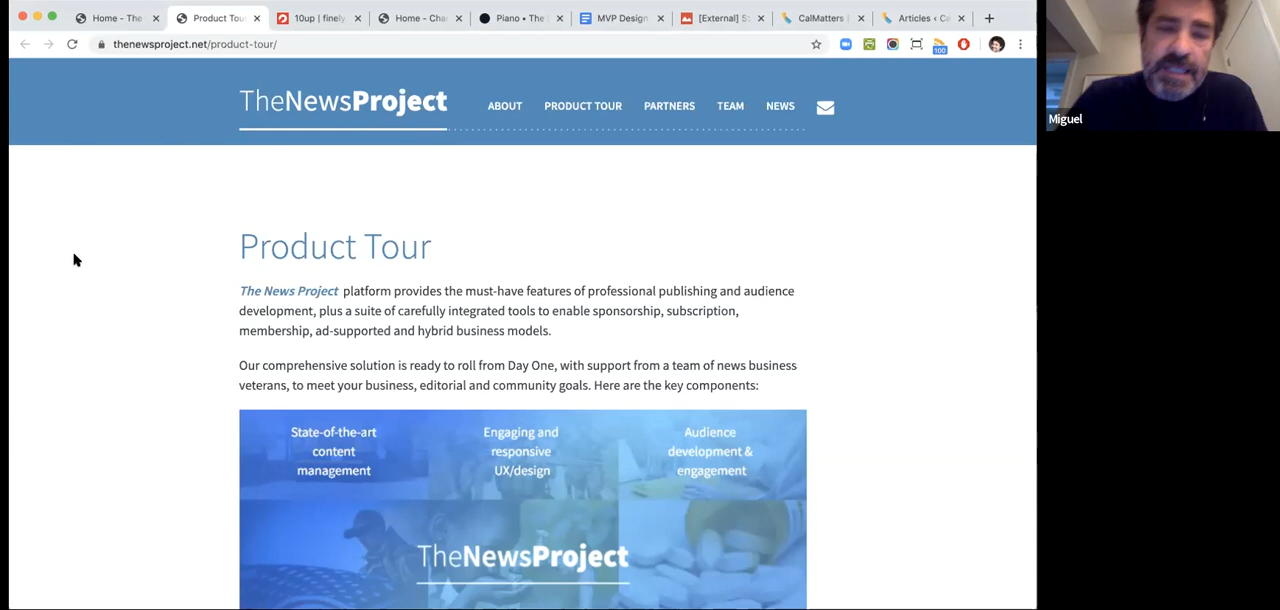 Home - The
Product Tou
10up | finely
Home - Cha
Piano • The
MVP Design
[External] S
CalMatters |
Articles ‹ Ca
thenewsproject.net/product-tour/
100
TheNewsProject
ABOUT
PRODUCT TOUR
PARTNERS
TEAM
NEWS
Miguel
Product Tour
The News Project platform provides the must-have features of professional publishing and audience
development, plus a suite of carefully integrated tools to enable sponsorship, subscription,
membership, ad-supported and hybrid business models.
Our comprehensive solution is ready to roll from Day One, with support from a team of news business
veterans, to meet your business, editorial and community goals. Here are the key components:
State-of-the-art
content
management
Engaging and
responsive
UX/design
Audience
development &
engagement
TheNewsProject